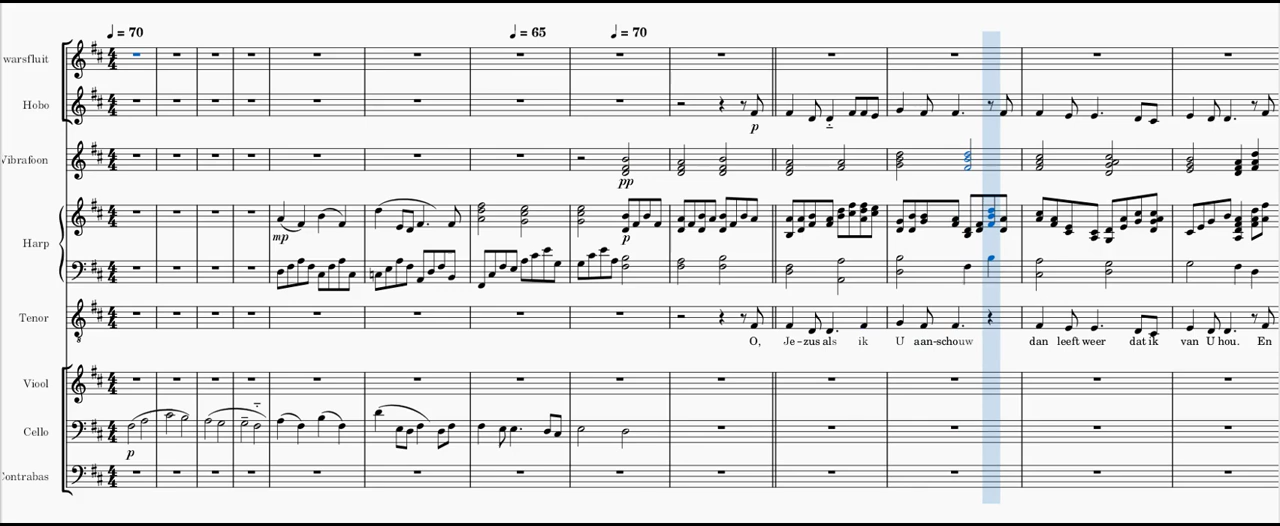 ♩ = 70 ♩ = 65 ♩ = 70
warsfluit
Hobo
p
Vibrafoon
pp
Harp
mp p
Tenor
O, Je-zus als ik U aan-schouw dan leeft weer dat ik van U hou. En
Viool
Cello
p
Contrabas